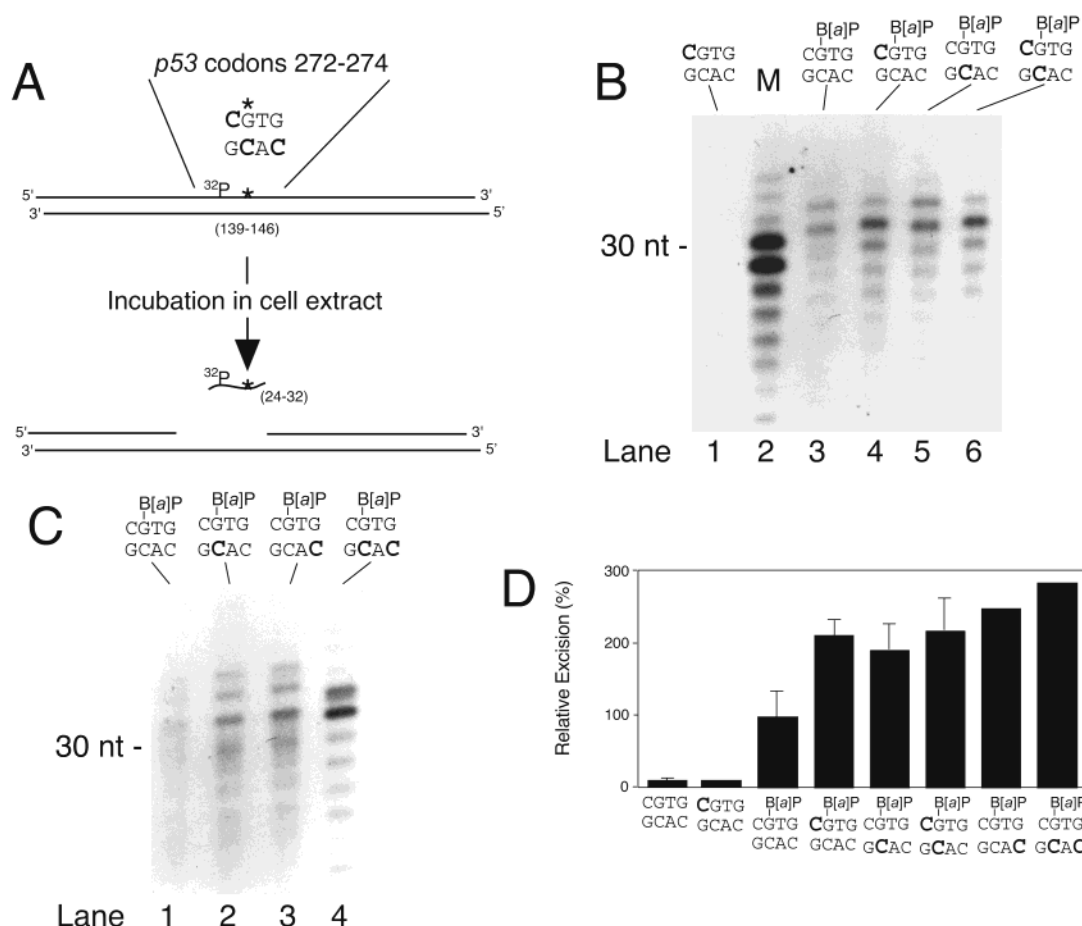 A
p53 codons 272-274
*
CGTG
GCAC
32P *
5' 3'
3' 5'
(139-146)
Incubation in cell extract
32P *
(24-32)
5' 3'
3' 5'
B
CGTG
GCAC
M
B[a]P
CGTG
GCAC
B[a]P
CGTG
GCAC
B[a]P
CGTG
GCAC
B[a]P
CGTG
GCAC
30 nt -
Lane 1 2 3 4 5 6
C
B[a]P
CGTG
GCAC
B[a]P
CGTG
GCAC
B[a]P
CGTG
GCAC
B[a]P
CGTG
GCAC
30 nt -
Lane 1 2 3 4
D
Relative Excision (%)
300
200
100
0
CGTG
GCAC
CGTG
GCAC
B[a]P
CGTG
GCAC
B[a]P
CGTG
GCAC
B[a]P
CGTG
GCAC
B[a]P
CGTG
GCAC
B[a]P
CGTG
GCAC
B[a]P
CGTG
GCAC